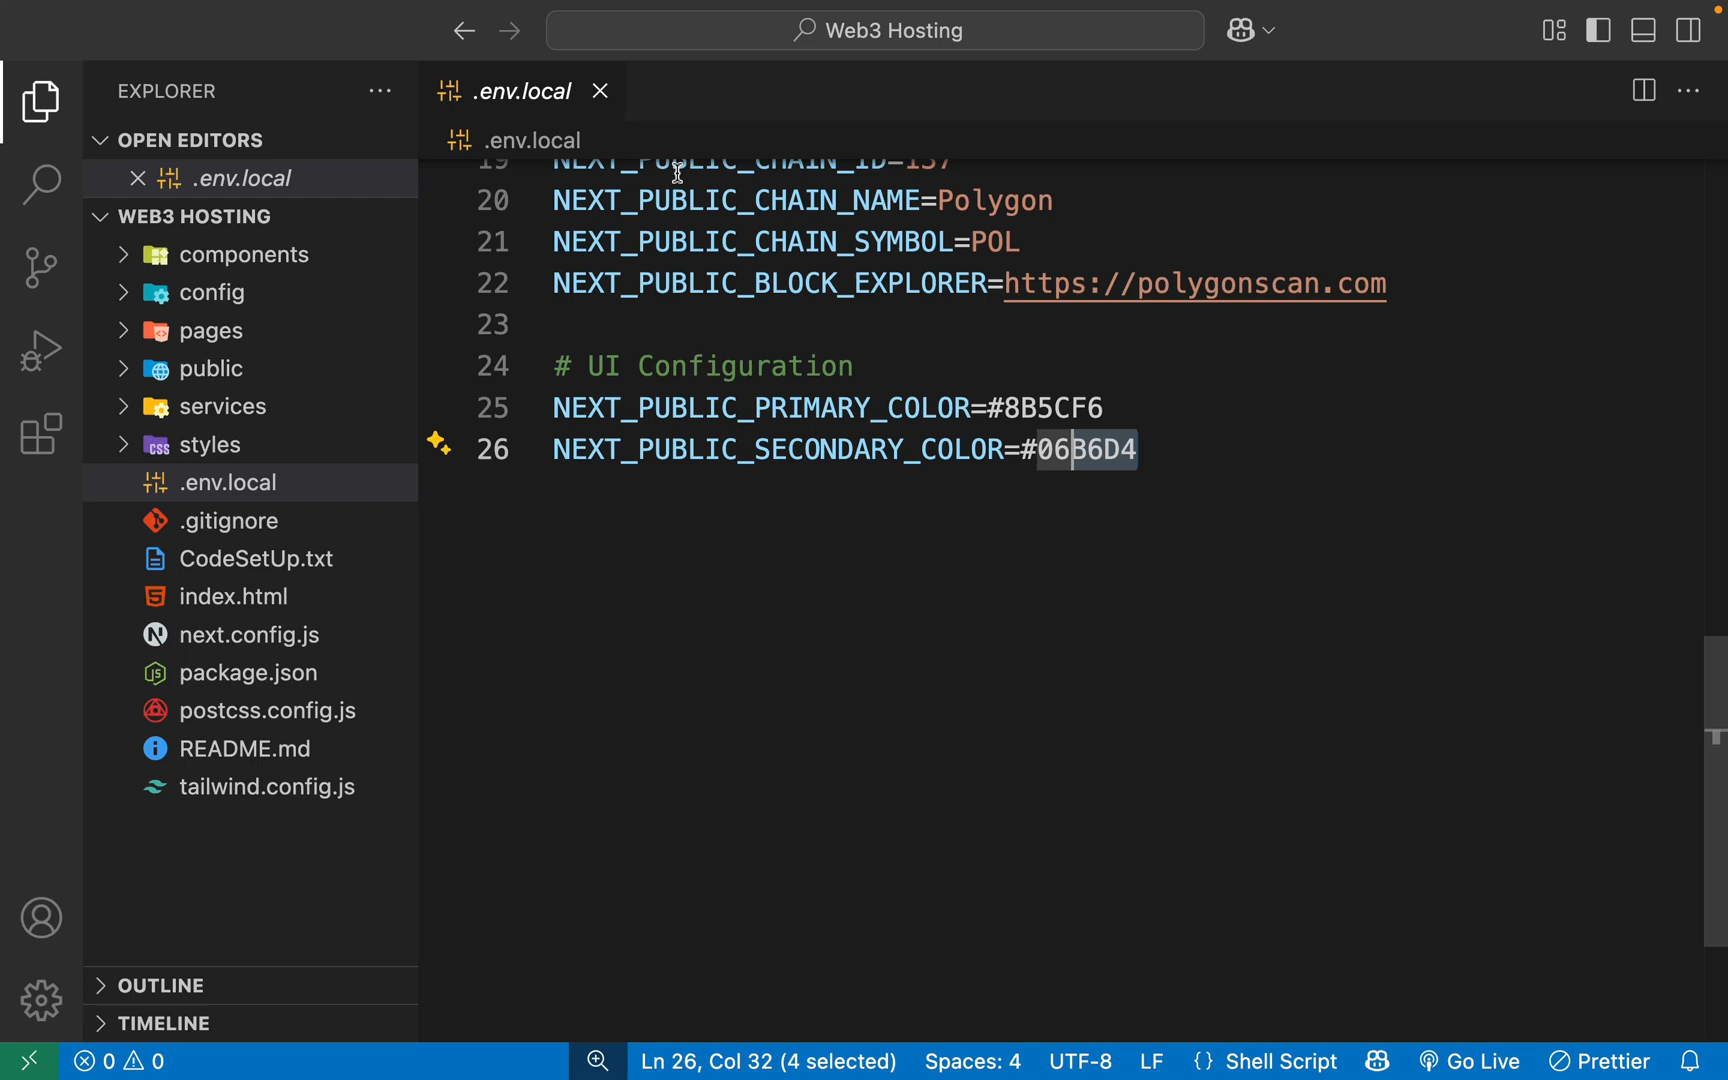 Web3 Hosting
EXPLORER
.env.local
OPEN EDITORS
.env.local
.env.local
WEB3 HOSTING
components
config
pages
public
services
styles
.env.local
.gitignore
CodeSetUp.txt
index.html
next.config.js
package.json
postcss.config.js
README.md
tailwind.config.js
OUTLINE
TIMELINE
19 NEXT_PUBLIC_CHAIN_ID=137
20 NEXT_PUBLIC_CHAIN_NAME=Polygon
21 NEXT_PUBLIC_CHAIN_SYMBOL=POL
22 NEXT_PUBLIC_BLOCK_EXPLORER=https://polygonscan.com
23
24 # UI Configuration
25 NEXT_PUBLIC_PRIMARY_COLOR=#8B5CF6
26 NEXT_PUBLIC_SECONDARY_COLOR=#06B6D4
0 0 Ln 26, Col 32 (4 selected) Spaces: 4 UTF-8 LF {} Shell Script Go Live Prettier